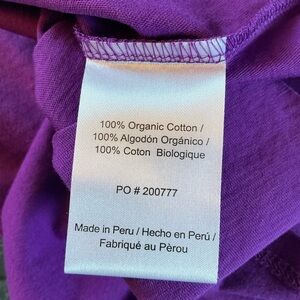 100% Organic Cotton /
100% Algodón Orgánico /
100% Coton Biologique
PO # 200777
Made in Peru / Hecho en Perú /
Fabriqué au Pèrou